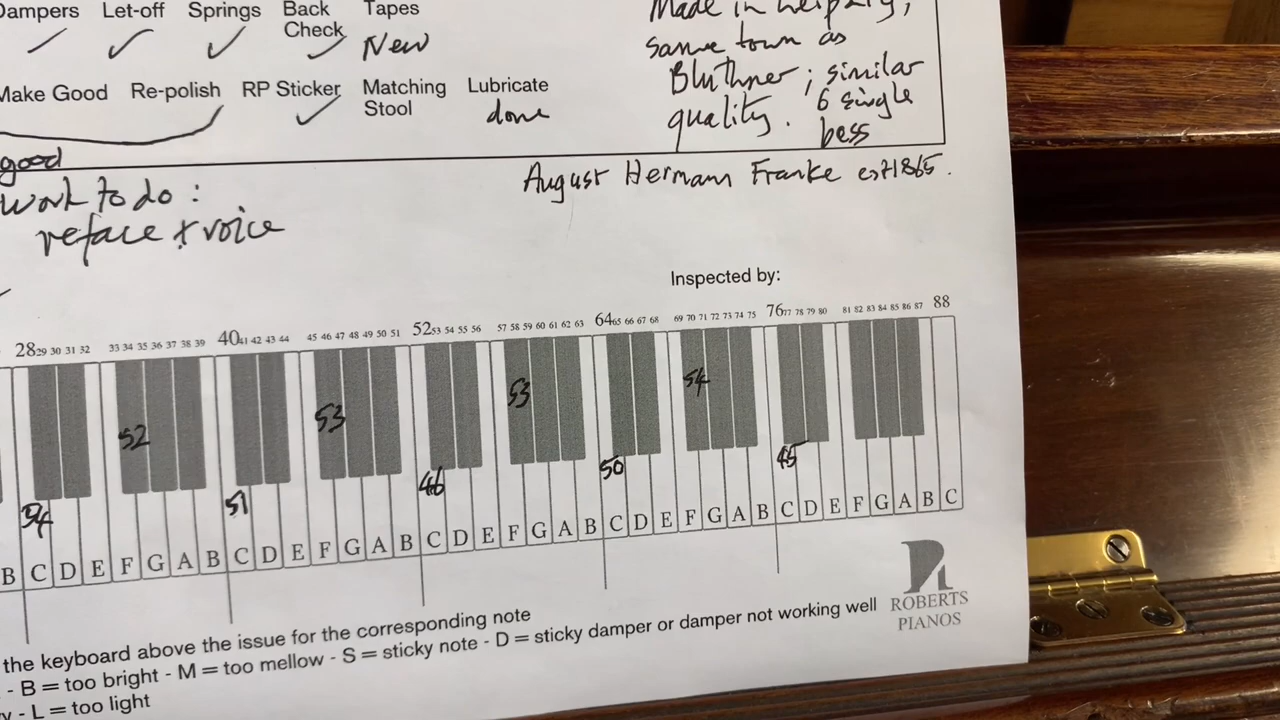 Dampers Let-off Springs Back Check Tapes
New
Made in Leipzig,
same town as
Bluthner ; similar
quality. 6 single
bass
Make Good Re-polish RP Sticker Matching Stool Lubricate
done
good
August Hermann Franke est 1865.
work to do :
reface + voice
Inspected by:
28 29 30 31 32 33 34 35 36 37 38 39 40 41 42 43 44 45 46 47 48 49 50 51 52 53 54 55 56 57 58 59 60 61 62 63 64 65 66 67 68 69 70 71 72 73 74 75 76 77 78 79 80 81 82 83 84 85 86 87 88
52 53 53 54
54 51 46 50 45
B C D E F G A B C D E F G A B C D E F G A B C D E F G A B C D E F G A B C
ROBERTS
PIANOS
the keyboard above the issue for the corresponding note
- B = too bright - M = too mellow - S = sticky note - D = sticky damper or damper not working well
- L = too light